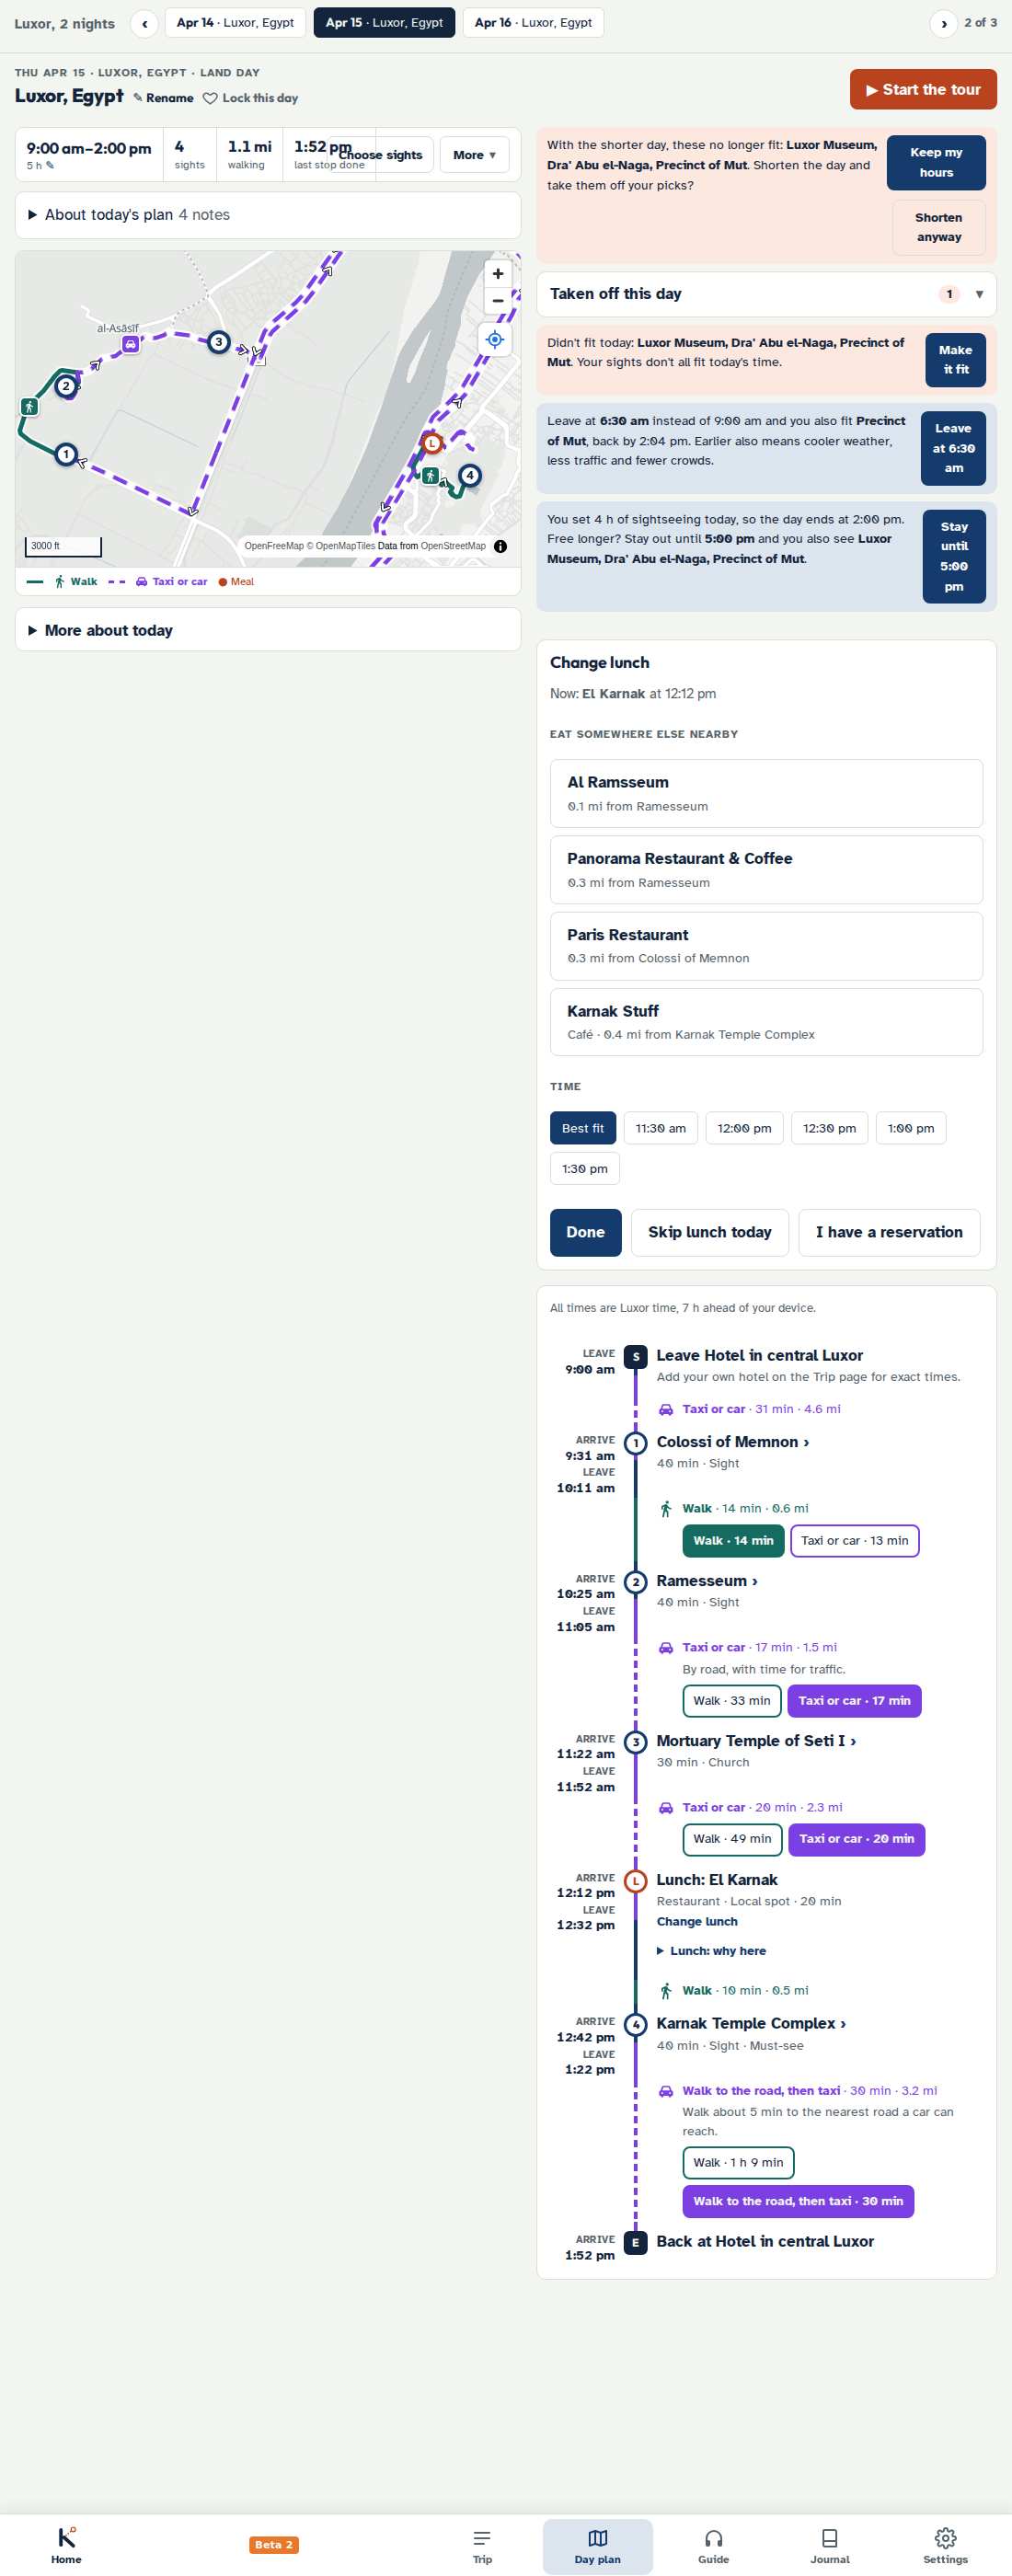 Luxor, 2 nights
‹
Apr 14 · Luxor, Egypt
Apr 15 · Luxor, Egypt
Apr 16 · Luxor, Egypt
›
2 of 3
THU APR 15 · LUXOR, EGYPT · LAND DAY
Luxor, Egypt
✎ Rename
Lock this day
▶ Start the tour
9:00 am–2:00 pm
5 h ✎
4
sights
1.1 mi
walking
1:52 pm
last stop done
Choose sights
More ▼
▶ About today's plan 4 notes
al-Asāsīf
3
2
1
L
4
+
−
3000 ft
OpenFreeMap © OpenMapTiles Data from OpenStreetMap
Walk
Taxi or car
Meal
▶ More about today
With the shorter day, these no longer fit: Luxor Museum,
Dra' Abu el-Naga, Precinct of Mut. Shorten the day and
take them off your picks?
Keep my
hours
Shorten
anyway
Taken off this day
1
▼
Didn't fit today: Luxor Museum, Dra' Abu el-Naga, Precinct of
Mut. Your sights don't all fit today's time.
Make
it fit
Leave at 6:30 am instead of 9:00 am and you also fit Precinct
of Mut, back by 2:04 pm. Earlier also means cooler weather,
less traffic and fewer crowds.
Leave
at 6:30
am
You set 4 h of sightseeing today, so the day ends at 2:00 pm.
Free longer? Stay out until 5:00 pm and you also see Luxor
Museum, Dra' Abu el-Naga, Precinct of Mut.
Stay
until
5:00
pm
Change lunch
Now: El Karnak at 12:12 pm
EAT SOMEWHERE ELSE NEARBY
Al Ramsseum
0.1 mi from Ramesseum
Panorama Restaurant & Coffee
0.3 mi from Ramesseum
Paris Restaurant
0.3 mi from Colossi of Memnon
Karnak Stuff
Café · 0.4 mi from Karnak Temple Complex
TIME
Best fit
11:30 am
12:00 pm
12:30 pm
1:00 pm
1:30 pm
Done
Skip lunch today
I have a reservation
All times are Luxor time, 7 h ahead of your device.
LEAVE
9:00 am
S
Leave Hotel in central Luxor
Add your own hotel on the Trip page for exact times.
Taxi or car · 31 min · 4.6 mi
ARRIVE
9:31 am
LEAVE
10:11 am
1
Colossi of Memnon ›
40 min · Sight
Walk · 14 min · 0.6 mi
Walk · 14 min
Taxi or car · 13 min
ARRIVE
10:25 am
LEAVE
11:05 am
2
Ramesseum ›
40 min · Sight
Taxi or car · 17 min · 1.5 mi
By road, with time for traffic.
Walk · 33 min
Taxi or car · 17 min
ARRIVE
11:22 am
LEAVE
11:52 am
3
Mortuary Temple of Seti I ›
30 min · Church
Taxi or car · 20 min · 2.3 mi
Walk · 49 min
Taxi or car · 20 min
ARRIVE
12:12 pm
LEAVE
12:32 pm
L
Lunch: El Karnak
Restaurant · Local spot · 20 min
Change lunch
▶ Lunch: why here
Walk · 10 min · 0.5 mi
ARRIVE
12:42 pm
LEAVE
1:22 pm
4
Karnak Temple Complex ›
40 min · Sight · Must-see
Walk to the road, then taxi · 30 min · 3.2 mi
Walk about 5 min to the nearest road a car can
reach.
Walk · 1 h 9 min
Walk to the road, then taxi · 30 min
ARRIVE
1:52 pm
E
Back at Hotel in central Luxor
Home
Beta 2
Trip
Day plan
Guide
Journal
Settings